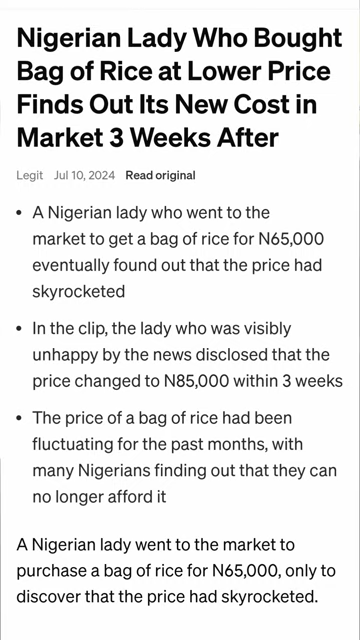 Nigerian Lady Who Bought
Bag of Rice at Lower Price
Finds Out Its New Cost in
Market 3 Weeks After
Legit Jul 10, 2024 Read original
• A Nigerian lady who went to the
market to get a bag of rice for N65,000
eventually found out that the price had
skyrocketed
• In the clip, the lady who was visibly
unhappy by the news disclosed that the
price changed to N85,000 within 3 weeks
• The price of a bag of rice had been
fluctuating for the past months, with
many Nigerians finding out that they can
no longer afford it
A Nigerian lady went to the market to
purchase a bag of rice for N65,000, only to
discover that the price had skyrocketed.